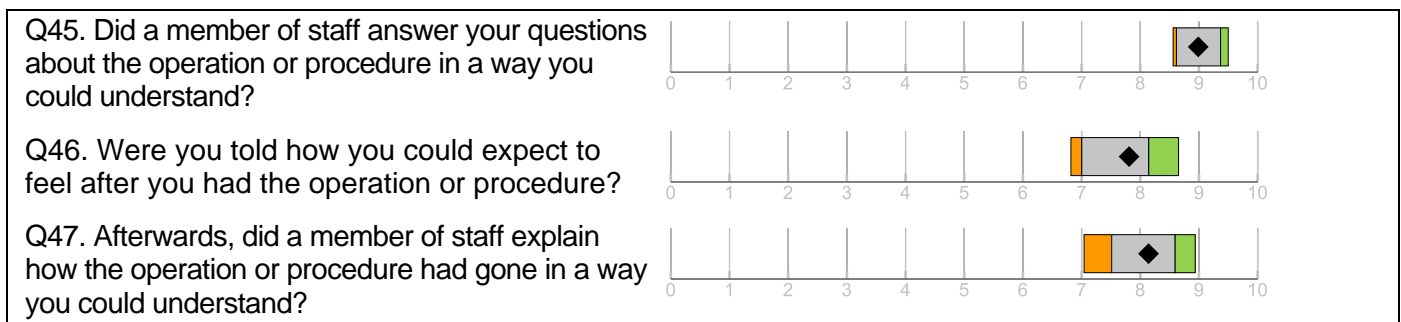 Q45. Did a member of staff answer your questions
about the operation or procedure in a way you
could understand?
0 1 2 3 4 5 6 7 8 9 10
Q46. Were you told how you could expect to
feel after you had the operation or procedure?
0 1 2 3 4 5 6 7 8 9 10
Q47. Afterwards, did a member of staff explain
how the operation or procedure had gone in a way
you could understand?
0 1 2 3 4 5 6 7 8 9 10